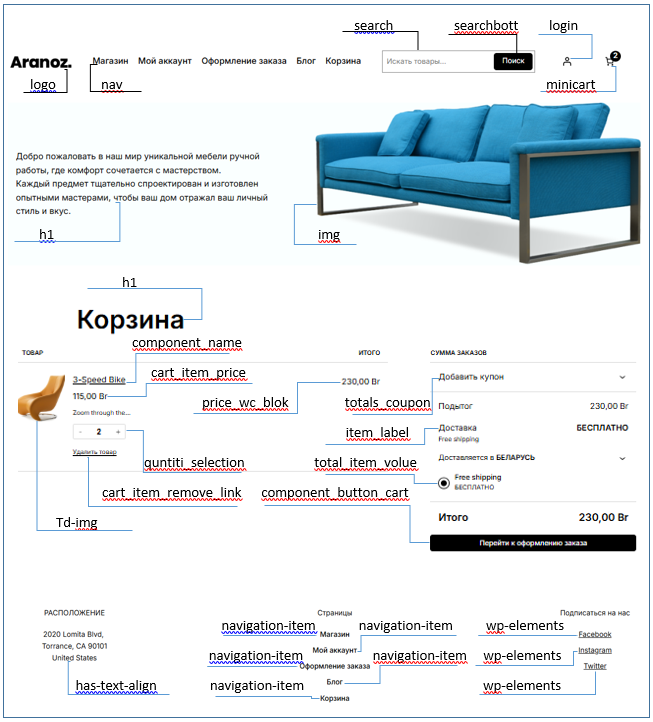 search
searchbott
login
Aranoz.
Магазин
Мой аккаунт
Оформление заказа
Блог
Корзина
Искать товары...
Поиск
2
logo
nav
minicart
Добро пожаловать в наш мир уникальной мебели ручной
работы, где комфорт сочетается с мастерством.
Каждый предмет тщательно спроектирован и изготовлен
опытными мастерами, чтобы ваш дом отражал ваш личный
стиль и вкус.
h1
img
h1
Корзина
component_name
ТОВАР
ИТОГО
СУММА ЗАКАЗОВ
cart_item_price
3-Speed Bike
230,00 Br
Добавить купон
115,00 Br
price_wc_blok
totals_coupon
Подытог
230,00 Br
Zoom through the...
- 2 +
item_label
Доставка
БЕСПЛАТНО
Free shipping
Удалить товар
quntiti_selection
total_item_volue
Доставляется в БЕЛАРУСЬ
Free shipping
БЕСПЛАТНО
cart_item_remove_link
component_button_cart
Td-img
Итого
230,00 Br
Перейти к оформлению заказа
РАСПОЛОЖЕНИЕ
Страницы
Подписаться на нас
2020 Lomita Blvd,
Torrance, CA 90101
United States
navigation-item
Магазин
navigation-item
wp-elements
Facebook
Мой аккаунт
navigation-item
Оформление заказа
navigation-item
wp-elements
Instagram
Twitter
has-text-align
navigation-item
Блог
Корзина
wp-elements